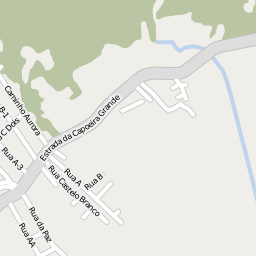 Caminho Aurora
B-1
C Dois
Rua A-3
Estrada da Capoeira Grande
Rua A
Rua B
Rua Castelo Branco
Rua da Paz
Rua AA